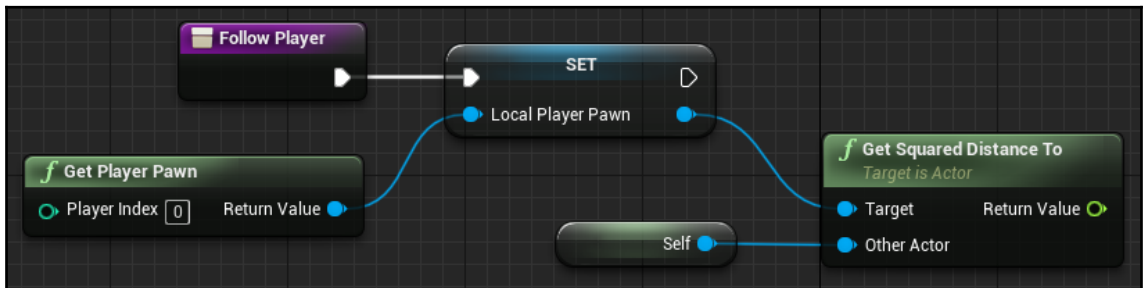 Follow Player
SET
Local Player Pawn
f Get Player Pawn
Player Index 0 Return Value
f Get Squared Distance To
Target is Actor
Target Return Value
Self
Other Actor